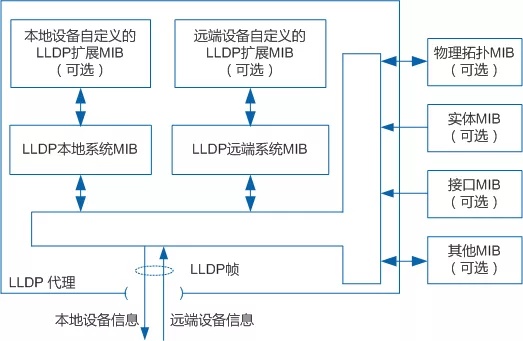 本地设备自定义的
LLDP扩展MIB
（可选）
远端设备自定义的
LLDP扩展MIB
（可选）
物理拓扑MIB
（可选）
LLDP本地系统MIB
LLDP远端系统MIB
实体MIB
（可选）
接口MIB
（可选）
其他MIB
（可选）
LLDP帧
LLDP 代理
本地设备信息
远端设备信息